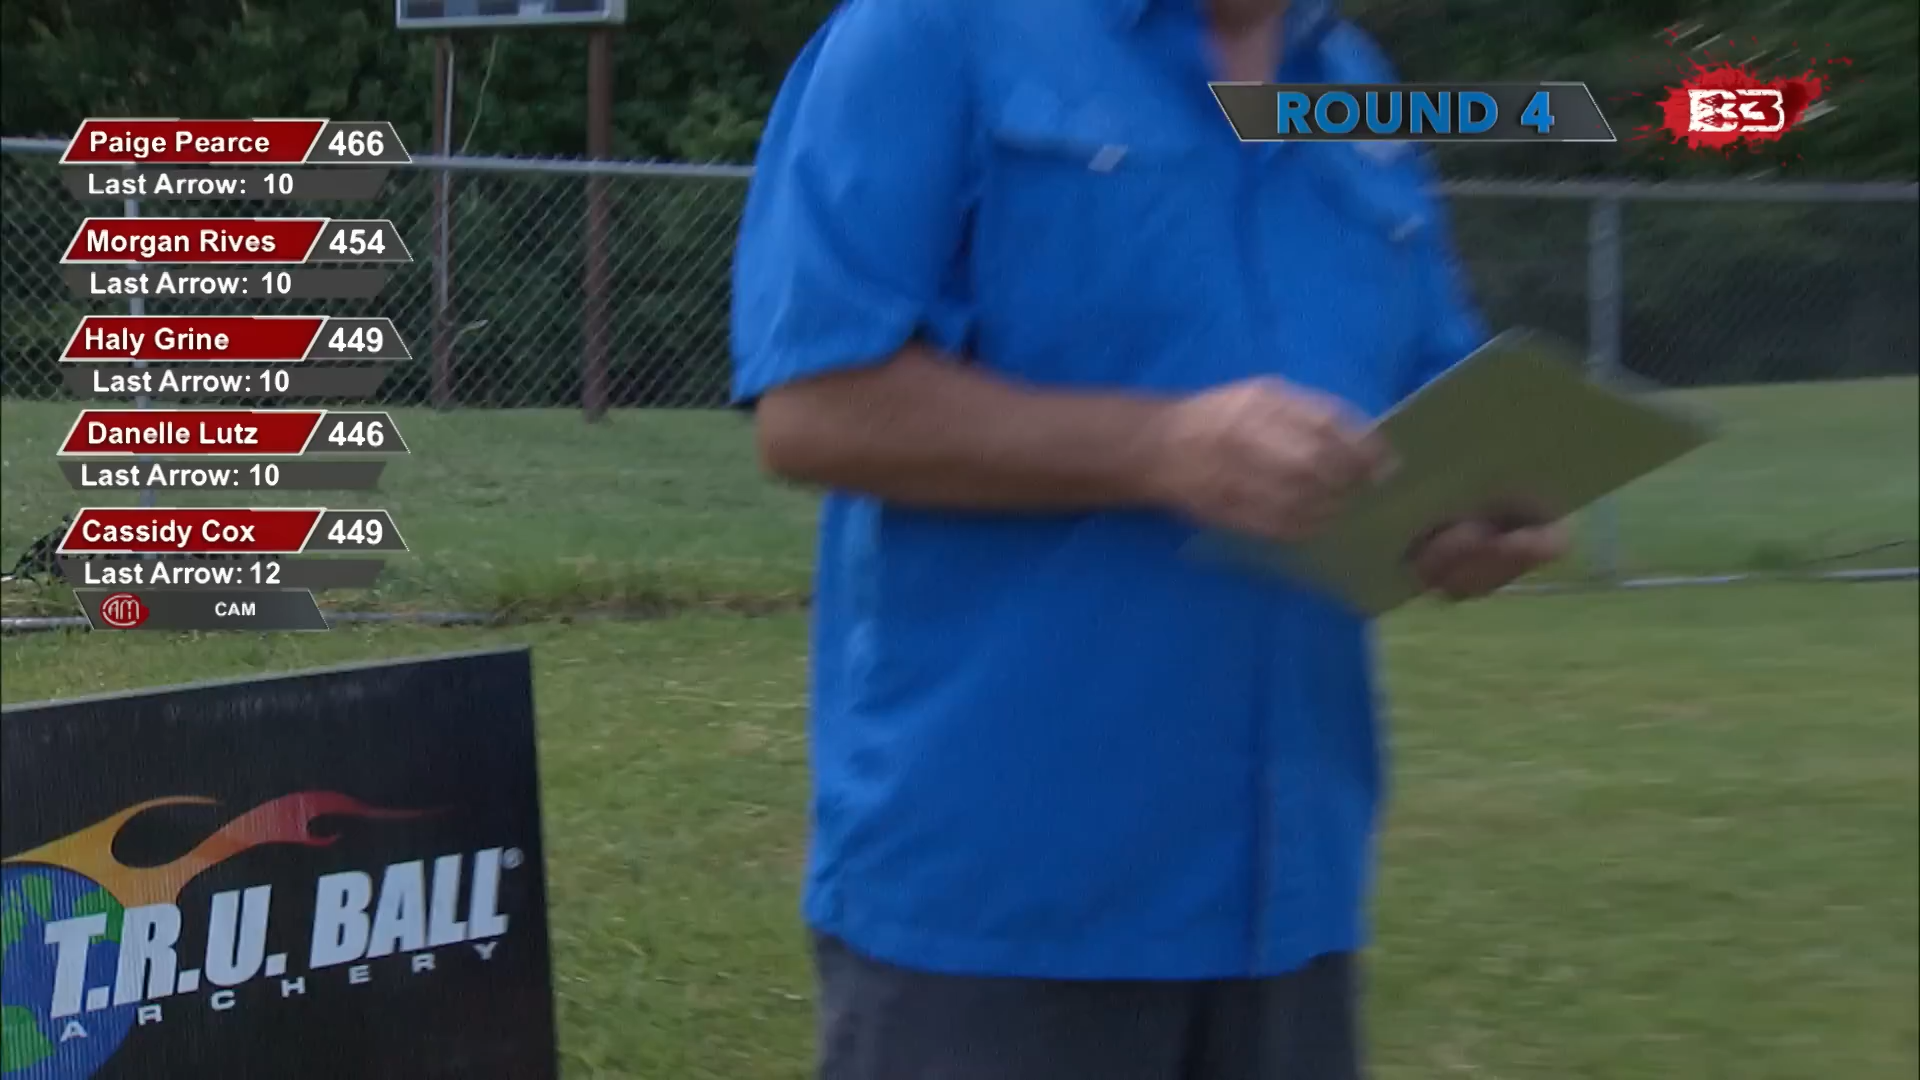 Paige Pearce 466
Last Arrow: 10
Morgan Rives 454
Last Arrow: 10
Haly Grine 449
Last Arrow: 10
Danelle Lutz 446
Last Arrow: 10
Cassidy Cox 449
Last Arrow: 12
CAM CAM
ROUND 4
B3
T.R.U. BALL®
ARCHERY